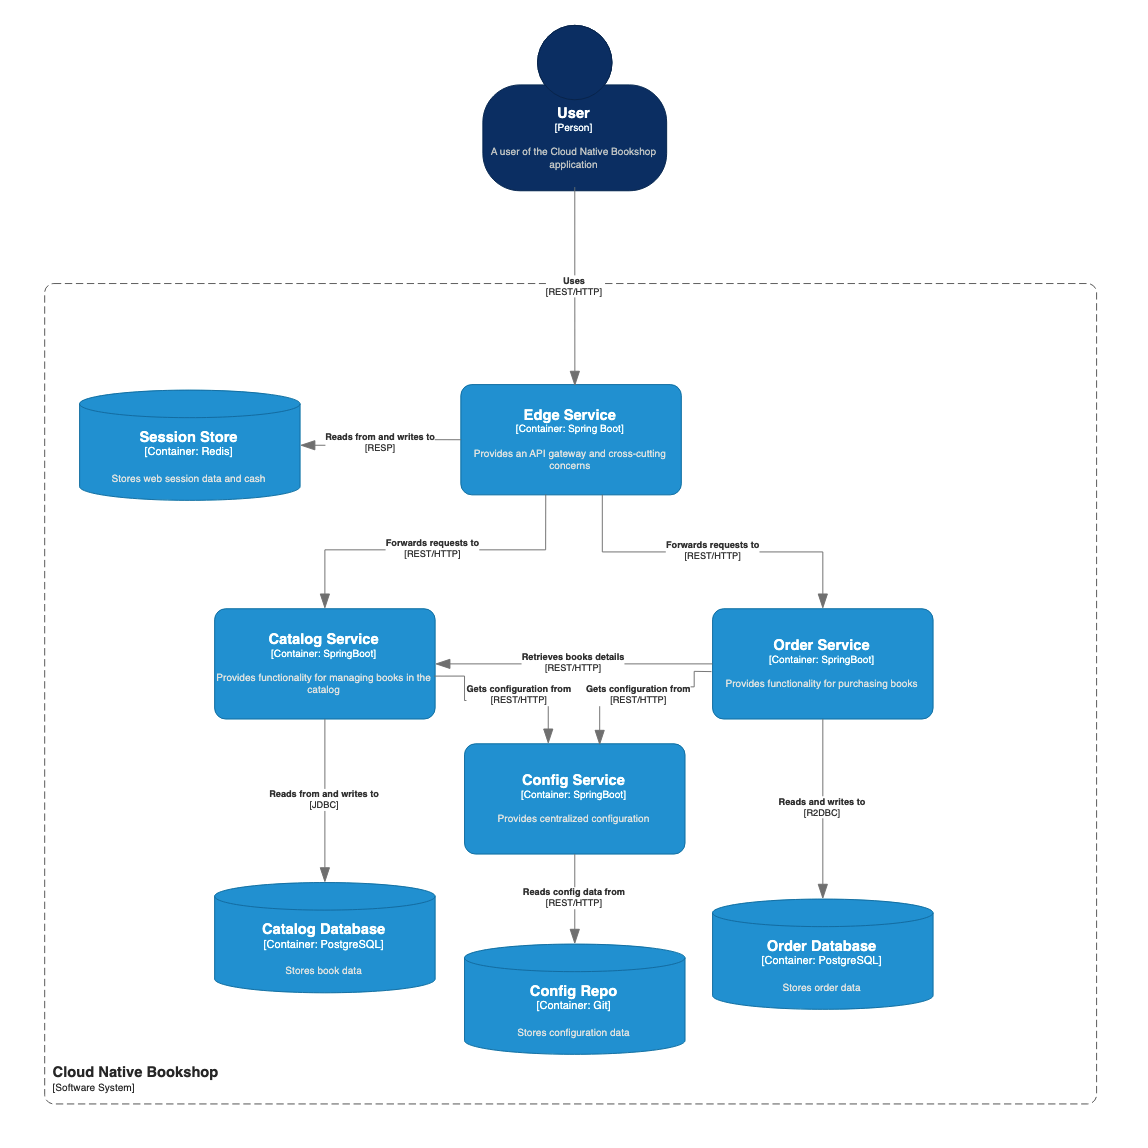 User
[Person]
A user of the Cloud Native Bookshop
application
Uses
[REST/HTTP]
Edge Service
[Container: Spring Boot]
Provides an API gateway and cross-cutting
concerns
Reads from and writes to
[RESP]
Session Store
[Container: Redis]
Stores web session data and cash
Forwards requests to
[REST/HTTP]
Forwards requests to
[REST/HTTP]
Catalog Service
[Container: SpringBoot]
Provides functionality for managing books in the
catalog
Retrieves books details
[REST/HTTP]
Order Service
[Container: SpringBoot]
Provides functionality for purchasing books
Gets configuration from
[REST/HTTP]
Gets configuration from
[REST/HTTP]
Config Service
[Container: SpringBoot]
Provides centralized configuration
Reads from and writes to
[JDBC]
Reads and writes to
[R2DBC]
Reads config data from
[REST/HTTP]
Catalog Database
[Container: PostgreSQL]
Stores book data
Config Repo
[Container: Git]
Stores configuration data
Order Database
[Container: PostgreSQL]
Stores order data
Cloud Native Bookshop
[Software System]